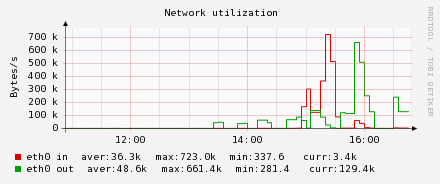 Network utilization
RRDTOOL / TOBI OETIKER
Bytes/s
700 k
600 k
500 k
400 k
300 k
200 k
100 k
0
12:00 14:00 16:00
eth0 in aver:36.3k max:723.0k min:337.6 curr:3.4k
eth0 out aver:48.6k max:661.4k min:281.4 curr:129.4k